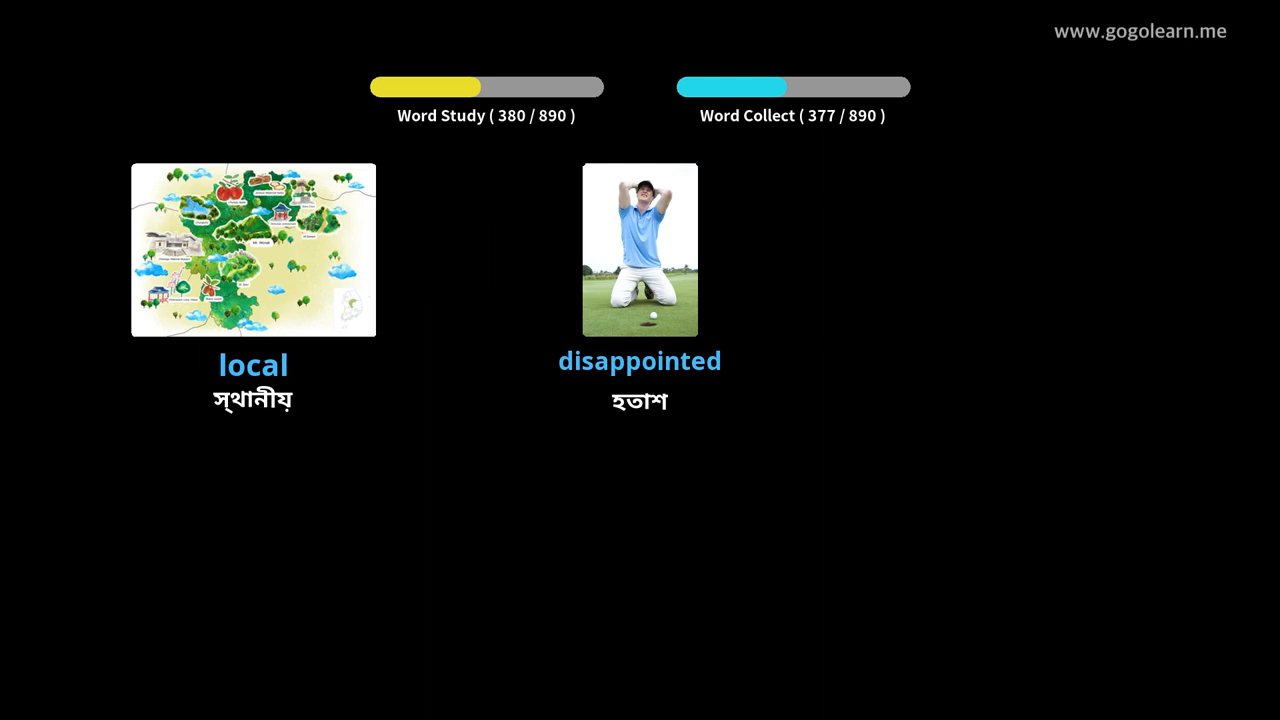 www.gogolearn.me
Word Study ( 380 / 890 )
Word Collect ( 377 / 890 )
local
স্থানীয়
disappointed
হতাশ